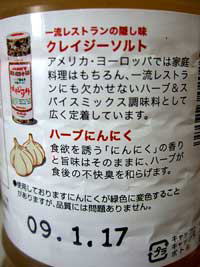 一流レストランの隠し味
クレイジーソルト
アメリカ・ヨーロッパでは家庭
料理はもちろん、一流レストラ
ンにも欠かせないハーブ&ス
パイスミックス調味料として
広く定着しています。
ハーブにんにく
食欲を誘う「にんにく」の香り
と旨味はそのままに、ハーブが
食後の不快臭を和らげます。
●使用しておりますにんにくが緑色に変色すること
がありますが、品質には問題ありません。
09.1.17